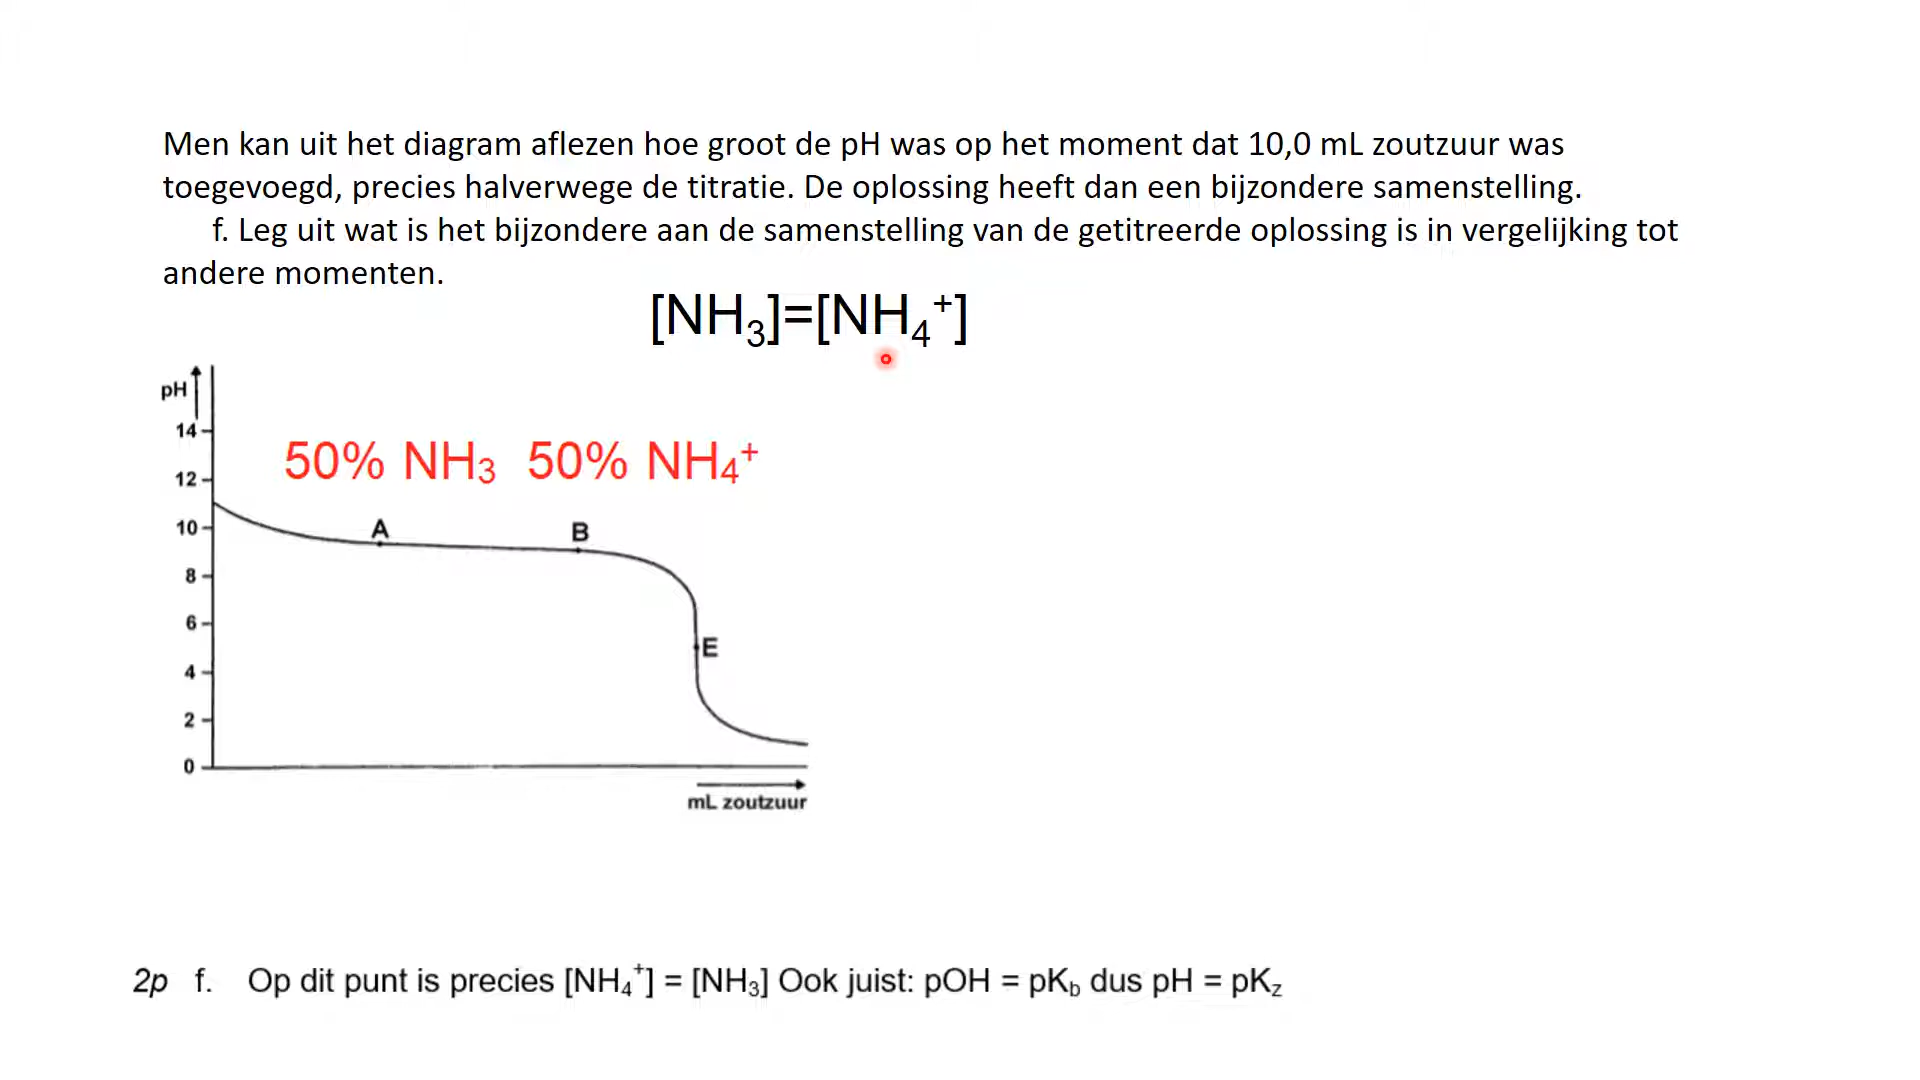 Men kan uit het diagram aflezen hoe groot de pH was op het moment dat 10,0 mL zoutzuur was
toegevoegd, precies halverwege de titratie. De oplossing heeft dan een bijzondere samenstelling.
f. Leg uit wat is het bijzondere aan de samenstelling van de getitreerde oplossing is in vergelijking tot
andere momenten.
[NH₃]=[NH₄⁺]
pH
14
50% NH₃ 50% NH₄⁺
12
10
A
B
8
6
E
4
2
0
mL zoutzuur
2p f. Op dit punt is precies [NH₄⁺] = [NH₃] Ook juist: pOH = pK_b dus pH = pK_z